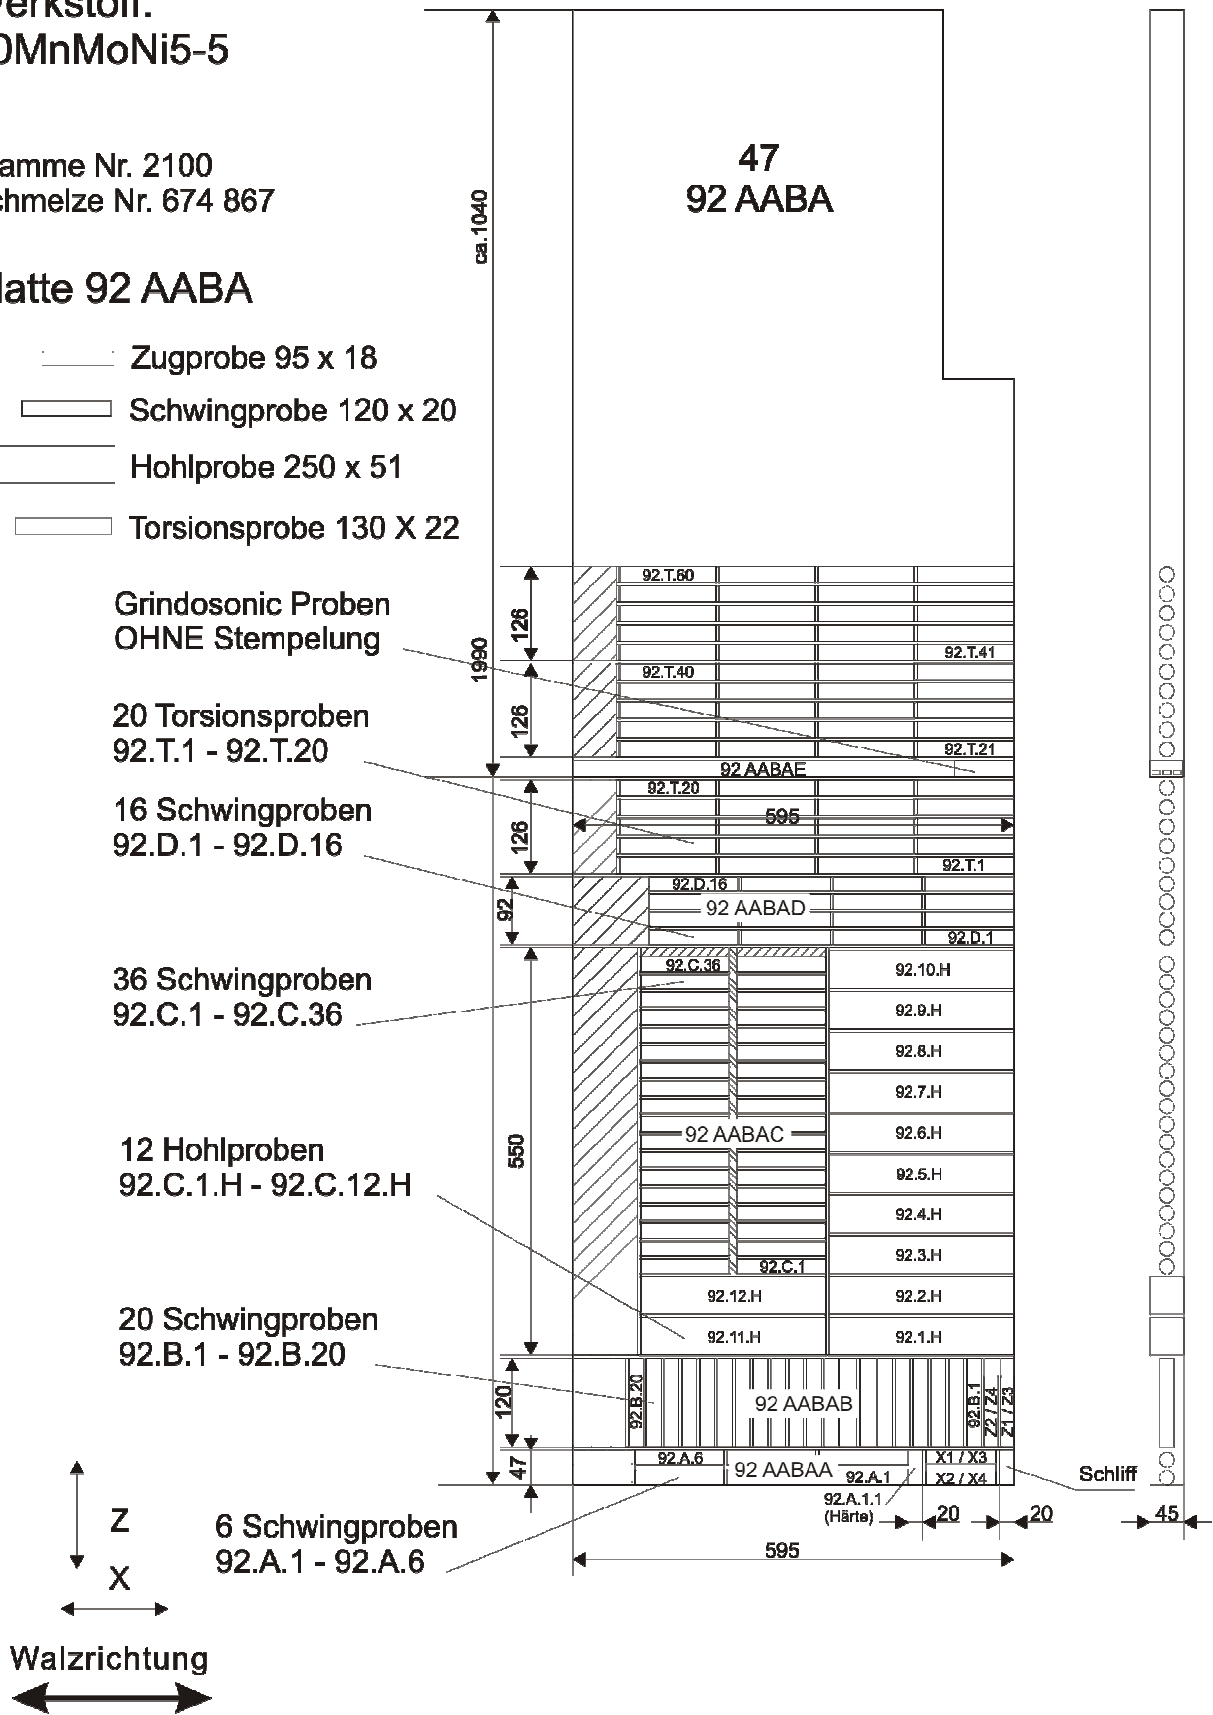 erkstoff:
0MnMoNi5-5
amme Nr. 2100
chmelze Nr. 674 867
latte 92 AABA
Zugprobe 95 x 18
Schwingprobe 120 x 20
Hohlprobe 250 x 51
Torsionsprobe 130 X 22
Grindosonic Proben
OHNE Stempelung
20 Torsionsproben
92.T.1 - 92.T.20
16 Schwingproben
92.D.1 - 92.D.16
36 Schwingproben
92.C.1 - 92.C.36
12 Hohlproben
92.C.1.H - 92.C.12.H
20 Schwingproben
92.B.1 - 92.B.20
6 Schwingproben
92.A.1 - 92.A.6
Z
X
Walzrichtung
47
92 AABA
ca.1040
1990
126
92.T.60
92.T.41
126
92.T.40
92.T.21
92 AABAE
126
92.T.20
595
92.T.1
92
92.D.16
92 AABAD
92.D.1
550
92.C.36
92 AABAC
92.C.1
92.10.H
92.9.H
92.8.H
92.7.H
92.6.H
92.5.H
92.4.H
92.3.H
92.12.H
92.2.H
92.11.H
92.1.H
120
92.B.20
92 AABAB
92.B.1
Z2 / Z4
Z1 / Z3
47
92.A.6
92 AABAA
92.A.1
X1 / X3
X2 / X4
Schliff
92.A.1.1
(Härte)
20
20
45
595